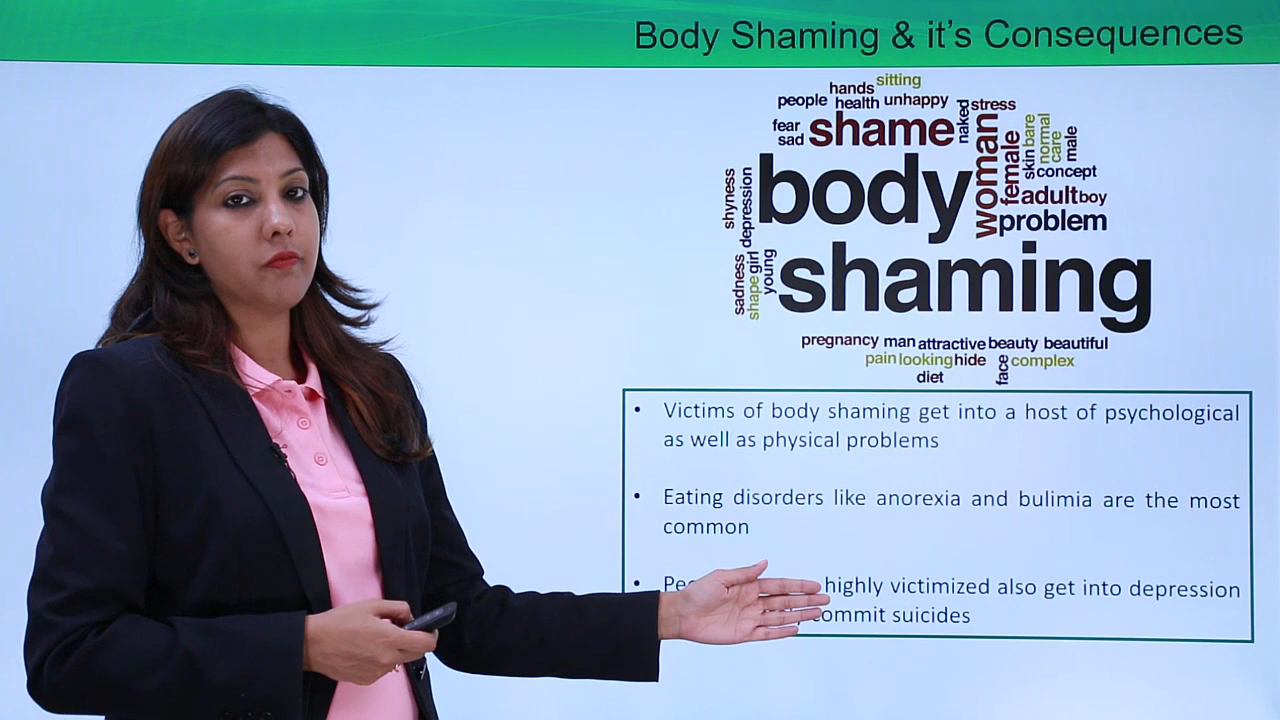 Body Shaming & it's Consequences
sitting
hands
people health unhappy
naked
stress
fear
sad
shame
woman
female
skin
bare
normal
care
male
concept
shyness
depression
body
adult boy
problem
sadness
shape
girl
young
shaming
pregnancy man attractive beauty beautiful
pain looking hide
face
complex
diet
• Victims of body shaming get into a host of psychological
as well as physical problems
• Eating disorders like anorexia and bulimia are the most
common
• highly victimized also get into depression
commit suicides